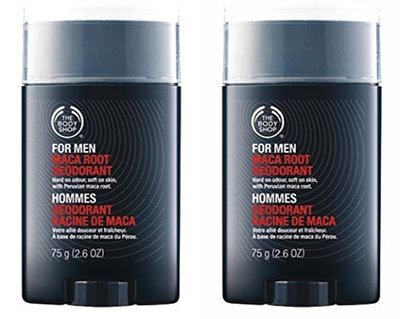 THE
BODY
SHOP
FOR MEN
MACA ROOT
DEODORANT
Hard on odour, soft on skin,
with Peruvian maca root.
HOMMES
DEODORANT
RACINE DE MACA
Votre allié douceur et fraîcheur.
À base de racine de maca du Pérou.
75 g (2.6 OZ)
THE
BODY
SHOP
FOR MEN
MACA ROOT
DEODORANT
Hard on odour, soft on skin,
with Peruvian maca root.
HOMMES
DEODORANT
RACINE DE MACA
Votre allié douceur et fraîcheur.
À base de racine de maca du Pérou.
75 g (2.6 OZ)